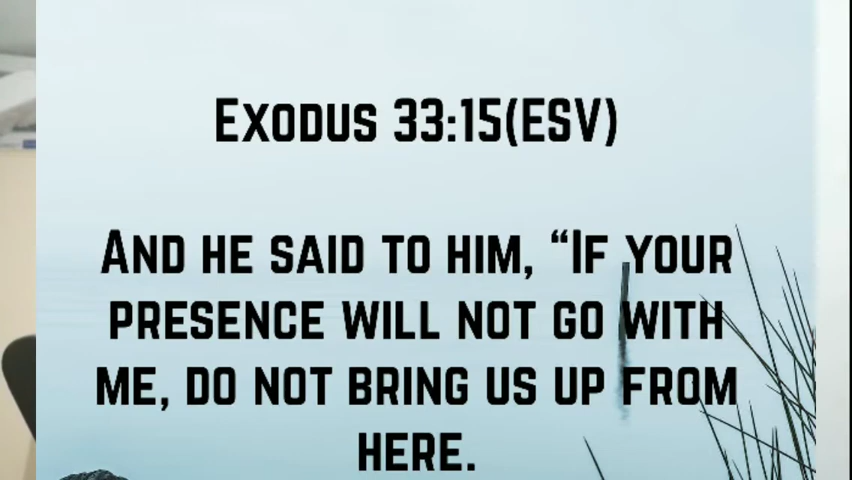 EXODUS 33:15(ESV)
AND HE SAID TO HIM, “IF YOUR
PRESENCE WILL NOT GO WITH
ME, DO NOT BRING US UP FROM
HERE.